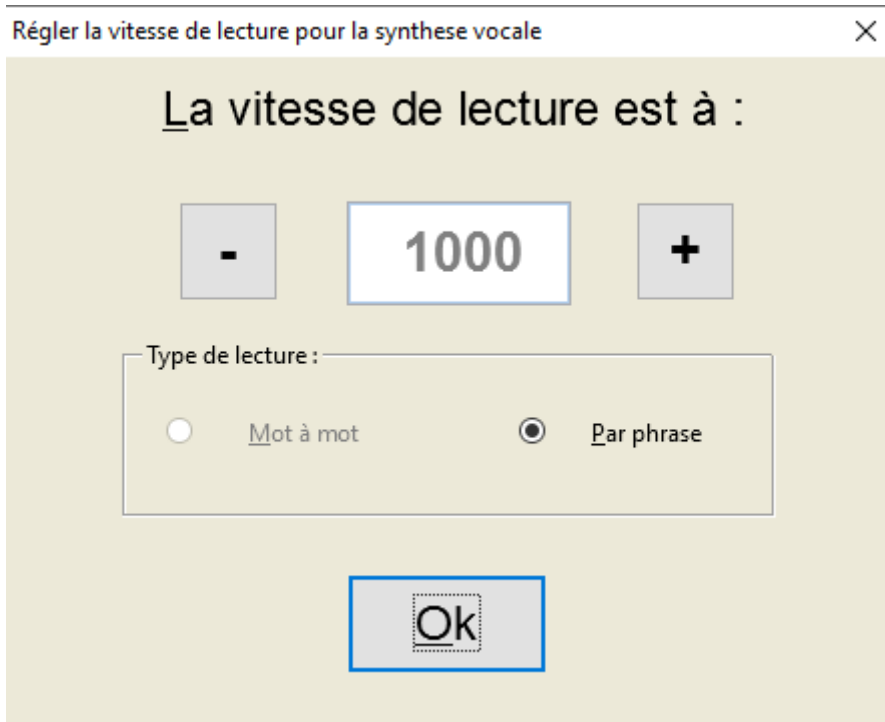 Régler la vitesse de lecture pour la synthese vocale
La vitesse de lecture est à :
- 1000 +
Type de lecture :
Mot à mot Par phrase
Ok